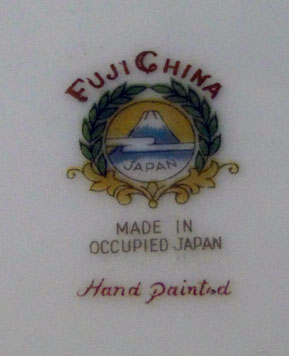 FUJI CHINA
JAPAN
MADE IN
OCCUPIED JAPAN
Hand painted